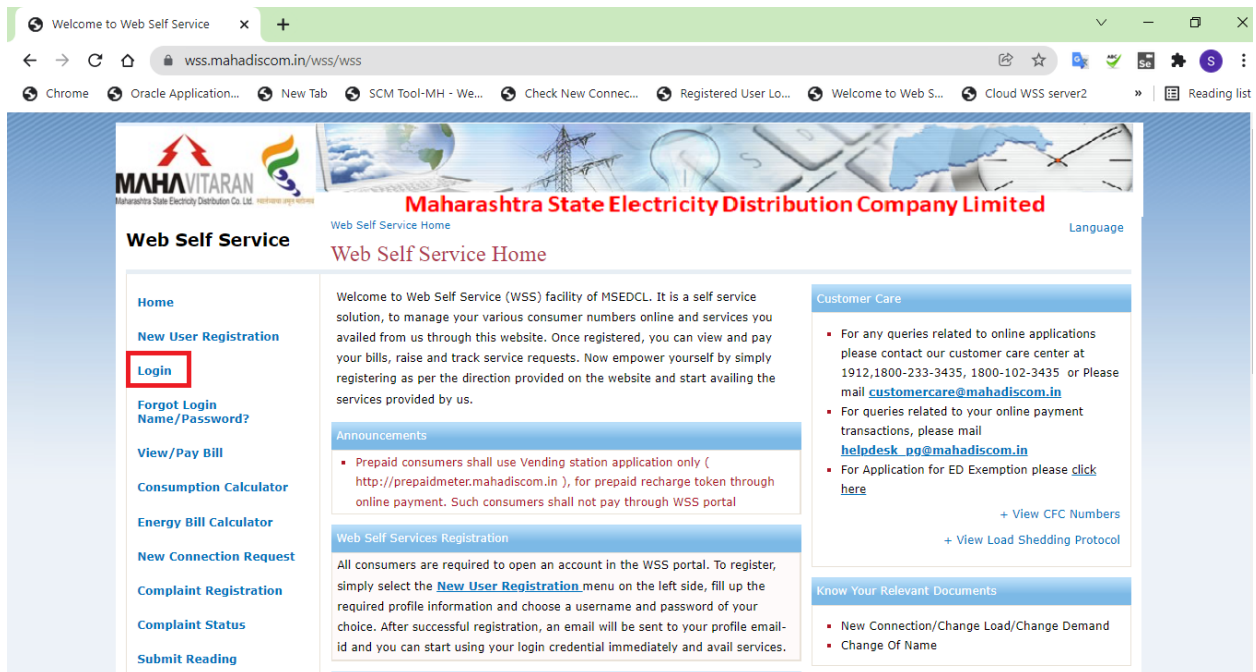 Welcome to Web Self Service
wss.mahadiscom.in/wss/wss
Chrome
Oracle Application...
New Tab
SCM Tool-MH - We...
Check New Connec...
Registered User Lo...
Welcome to Web S...
Cloud WSS server2
»
Reading list
MAHAVITARAN
Maharashtra State Electricity Distribution Co. Ltd.
Maharashtra State Electricity Distribution Company Limited
Web Self Service
Web Self Service Home
Language
Web Self Service Home
Home
New User Registration
Login
Forgot Login
Name/Password?
View/Pay Bill
Consumption Calculator
Energy Bill Calculator
New Connection Request
Complaint Registration
Complaint Status
Submit Reading
Welcome to Web Self Service (WSS) facility of MSEDCL. It is a self service
solution, to manage your various consumer numbers online and services you
availed from us through this website. Once registered, you can view and pay
your bills, raise and track service requests. Now empower yourself by simply
registering as per the direction provided on the website and start availing the
services provided by us.
Announcements
Prepaid consumers shall use Vending station application only (
http://prepaidmeter.mahadiscom.in ), for prepaid recharge token through
online payment. Such consumers shall not pay through WSS portal
Web Self Services Registration
All consumers are required to open an account in the WSS portal. To register,
simply select the New User Registration menu on the left side, fill up the
required profile information and choose a username and password of your
choice. After successful registration, an email will be sent to your profile email-
id and you can start using your login credential immediately and avail services.
Customer Care
For any queries related to online applications
please contact our customer care center at
1912,1800-233-3435, 1800-102-3435 or Please
mail customercare@mahadiscom.in
For queries related to your online payment
transactions, please mail
helpdesk_pg@mahadiscom.in
For Application for ED Exemption please click
here
+ View CFC Numbers
+ View Load Shedding Protocol
Know Your Relevant Documents
New Connection/Change Load/Change Demand
Change Of Name